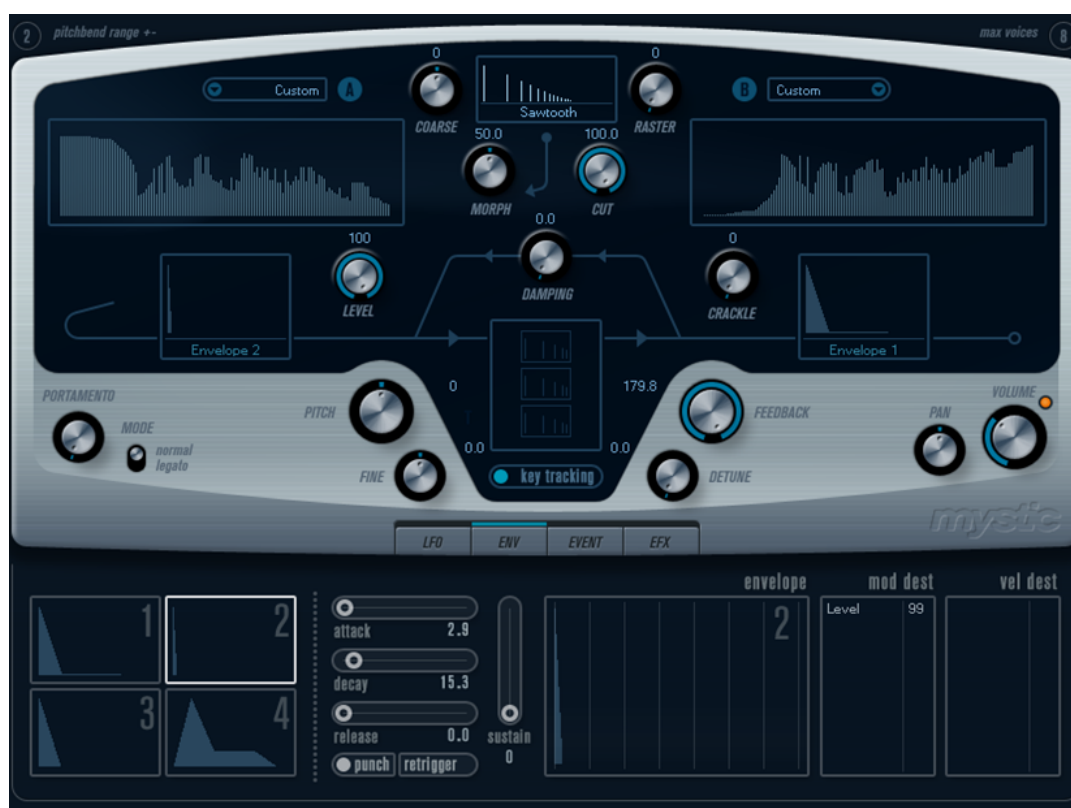 2 pitchbend range +-
max voices 8
0
0
Custom A
B Custom
Sawtooth
COARSE
RASTER
50.0
100.0
MORPH
CUT
0.0
100
0
DAMPING
LEVEL
CRACKLE
Envelope 2
Envelope 1
PORTAMENTO
0
179.8
VOLUME
PITCH
FEEDBACK
PAN
MODE
normal
legato
0.0
0.0
FINE
key tracking
DETUNE
mystic
LFO
ENV
EVENT
EFX
envelope
mod dest
vel dest
1
2
attack 2.9
2
Level 99
decay 15.3
3
4
release 0.0
sustain
0
punch
retrigger